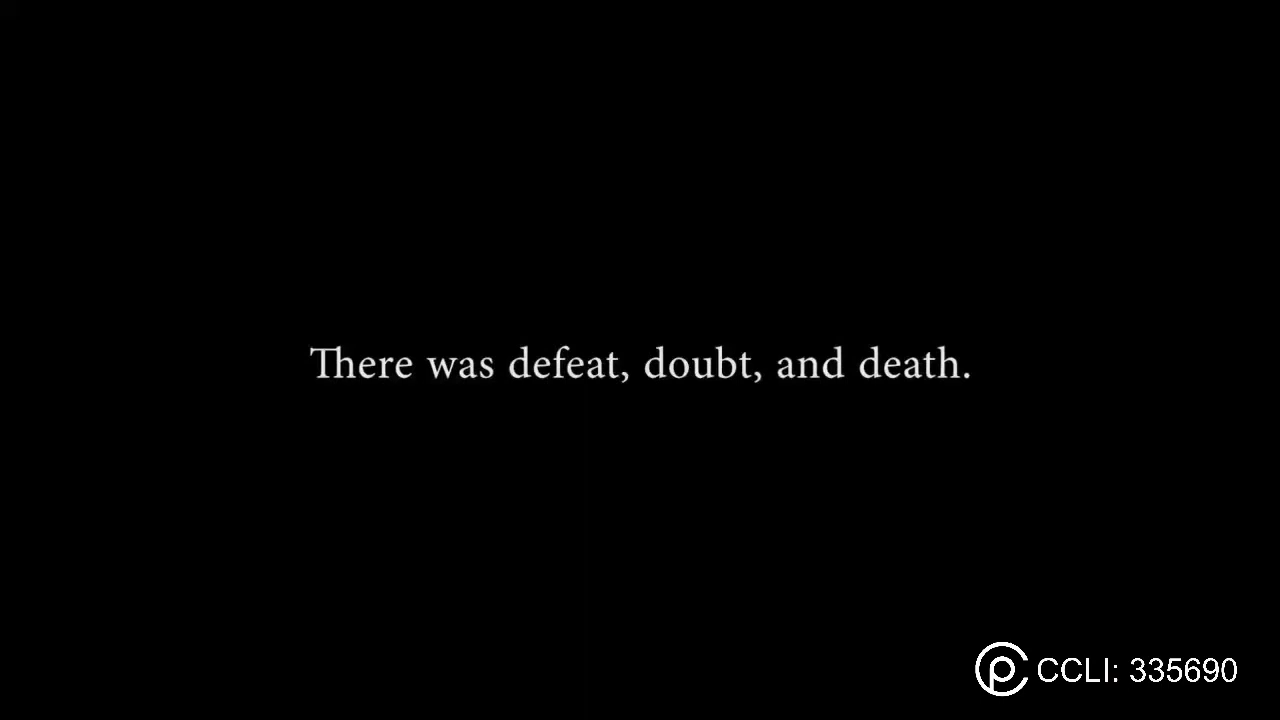 There was defeat, doubt, and death.
CCLI: 335690